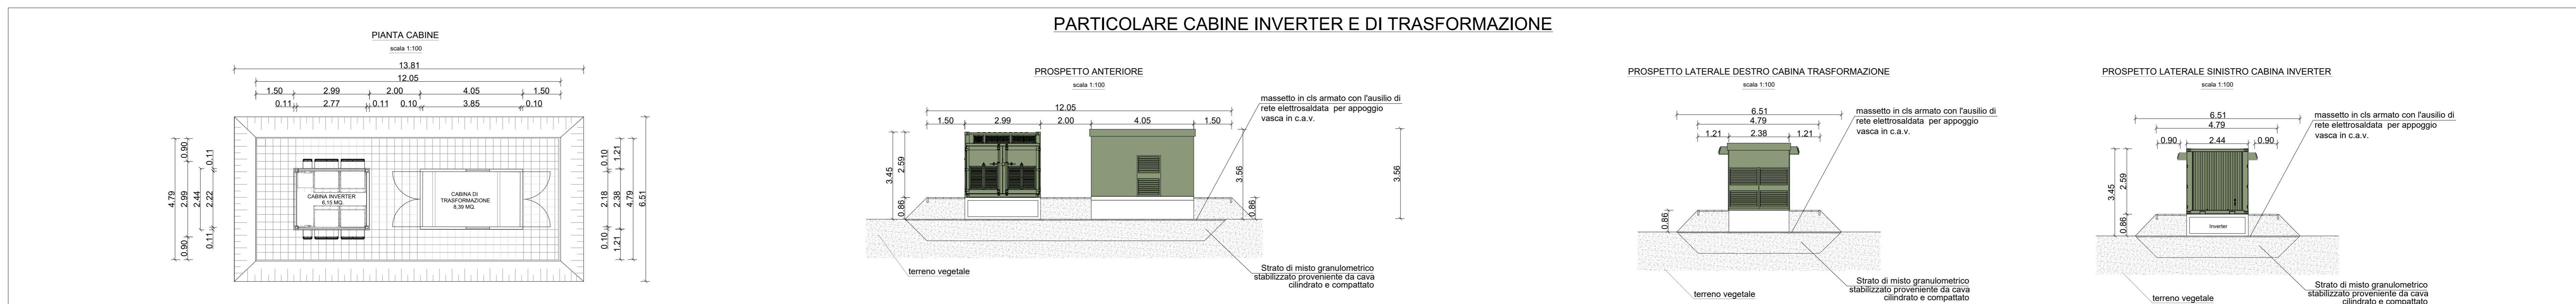 PARTICOLARE CABINE INVERTER E DI TRASFORMAZIONE
PIANTA CABINE
scala 1:100
13.81
12.05
1.50 2.99 2.00 4.05 1.50
0.11 2.77 0.11 0.10 3.85 0.10
4.79
0.90
2.99
0.90
2.44
0.11
2.22
0.11
CABINA INVERTER
6,15 MQ.
CABINA DI
TRASFORMAZIONE
8,39 MQ.
0.10
2.18
0.10
1.21
2.38
1.21
4.79
6.51
PROSPETTO ANTERIORE
scala 1:100
12.05
1.50 2.99 2.00 4.05 1.50
massetto in cls armato con l'ausilio di
rete elettrosaldata per appoggio
vasca in c.a.v.
3.45
2.59
0.86
3.56
0.86
3.56
terreno vegetale
Strato di misto granulometrico
stabilizzato proveniente da cava
cilindrato e compattato
PROSPETTO LATERALE DESTRO CABINA TRASFORMAZIONE
scala 1:100
6.51
4.79
1.21 2.38 1.21
massetto in cls armato con l'ausilio di
rete elettrosaldata per appoggio
vasca in c.a.v.
0.86
terreno vegetale
Strato di misto granulometrico
stabilizzato proveniente da cava
cilindrato e compattato
PROSPETTO LATERALE SINISTRO CABINA INVERTER
scala 1:100
6.51
4.79
0.90 2.44 0.90
massetto in cls armato con l'ausilio di
rete elettrosaldata per appoggio
vasca in c.a.v.
3.45
2.59
0.86
Inverter
terreno vegetale
Strato di misto granulometrico
stabilizzato proveniente da cava
cilindrato e compattato